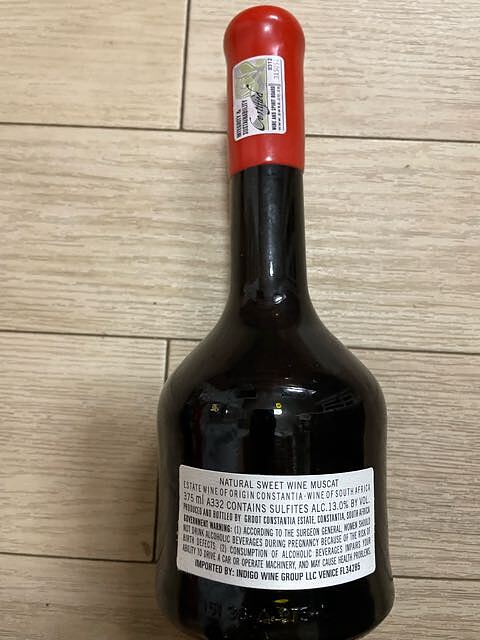 INTEGRITY &
SUSTAINABILITY
Certified
WINE AND SPIRIT BOARD
NATURAL SWEET WINE MUSCAT
ESTATE WINE OF ORIGIN CONSTANTIA-WINE OF SOUTH AFRICA
375 ml A332 CONTAINS SULFITES ALC.13.0% BY VOL.
PRODUCED AND BOTTLED BY GROOT CONSTANTIA ESTATE, CONSTANTIA, SOUTH AFRICA
GOVERNMENT WARNING: (1) ACCORDING TO THE SURGEON GENERAL, WOMEN SHOULD
NOT DRINK ALCOHOLIC BEVERAGES DURING PREGNANCY BECAUSE OF THE RISK OF
BIRTH DEFECTS. (2) CONSUMPTION OF ALCOHOLIC BEVERAGES IMPAIRS YOUR
ABILITY TO DRIVE A CAR OR OPERATE MACHINERY, AND MAY CAUSE HEALTH PROBLEMS.
IMPORTED BY: INDIGO WINE GROUP LLC VENICE FL34285